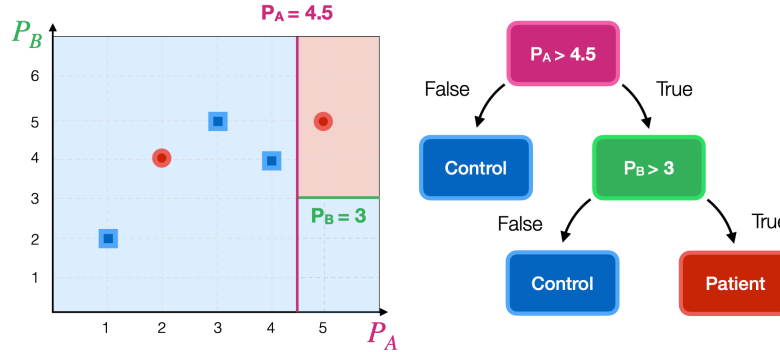 P_A = 4.5
P_B
6
5
4
3
2
1
P_B = 3
1 2 3 4 5
P_A
P_A > 4.5
False
True
Control
P_B > 3
False
True
Control
Patient